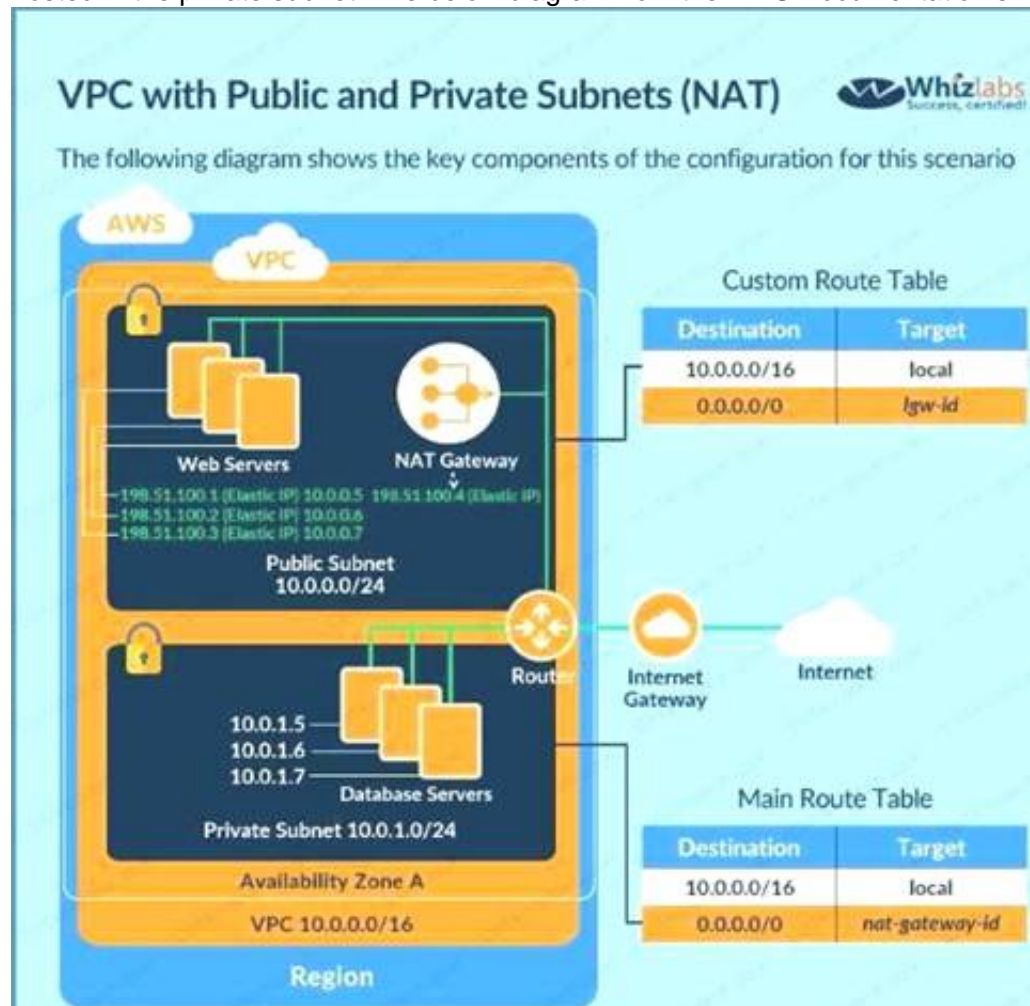 VPC with Public and Private Subnets (NAT)
Whizlabs
Success, certified!
The following diagram shows the key components of the configuration for this scenario
AWS
VPC
Web Servers
NAT Gateway
198.51.100.1 (Elastic IP) 10.0.0.5 198.51.100.4 (Elastic IP)
198.51.100.2 (Elastic IP) 10.0.0.6
198.51.100.3 (Elastic IP) 10.0.0.7
Public Subnet
10.0.0.0/24
Custom Route Table
Destination Target
10.0.0.0/16 local
0.0.0.0/0 lgw-id
Router
Internet
Gateway
Internet
10.0.1.5
10.0.1.6
10.0.1.7
Database Servers
Private Subnet 10.0.1.0/24
Availability Zone A
VPC 10.0.0.0/16
Region
Main Route Table
Destination Target
10.0.0.0/16 local
0.0.0.0/0 nat-gateway-id